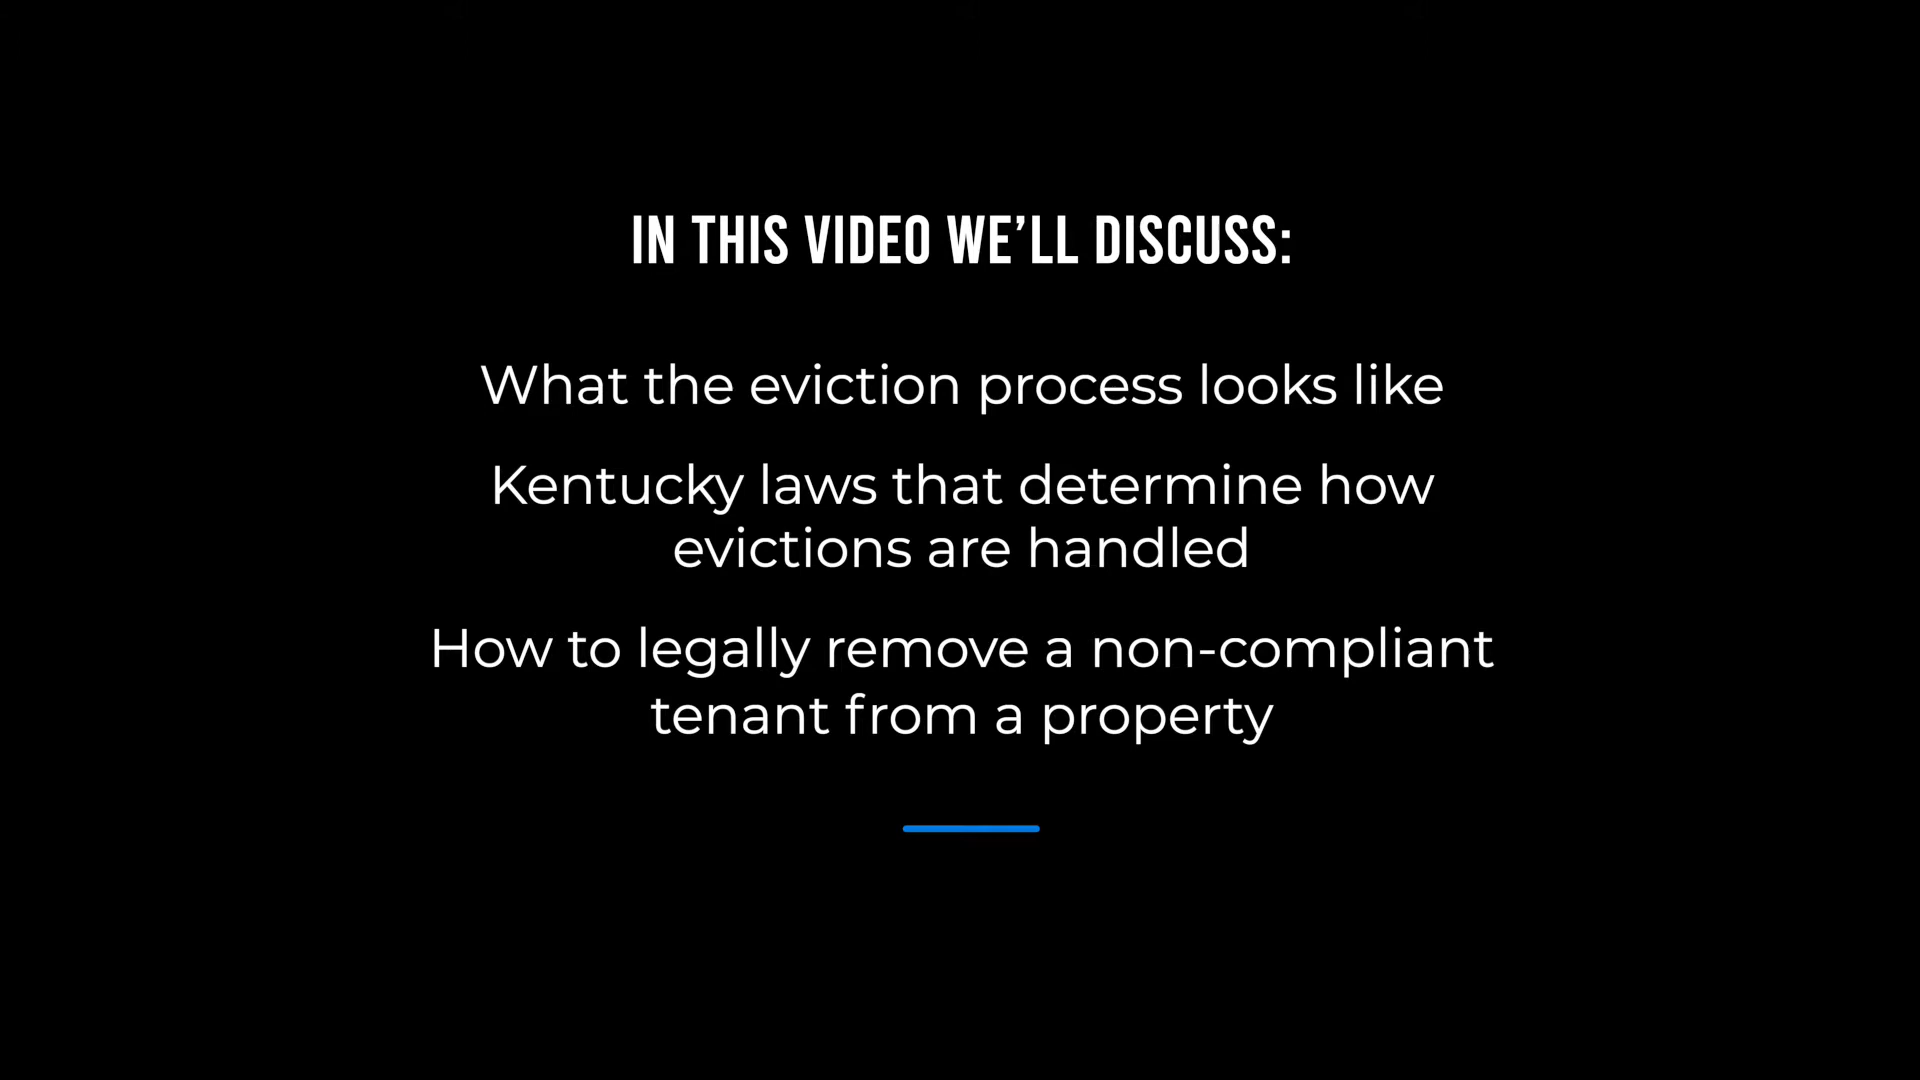 IN THIS VIDEO WE’LL DISCUSS:
What the eviction process looks like
Kentucky laws that determine how
evictions are handled
How to legally remove a non-compliant
tenant from a property